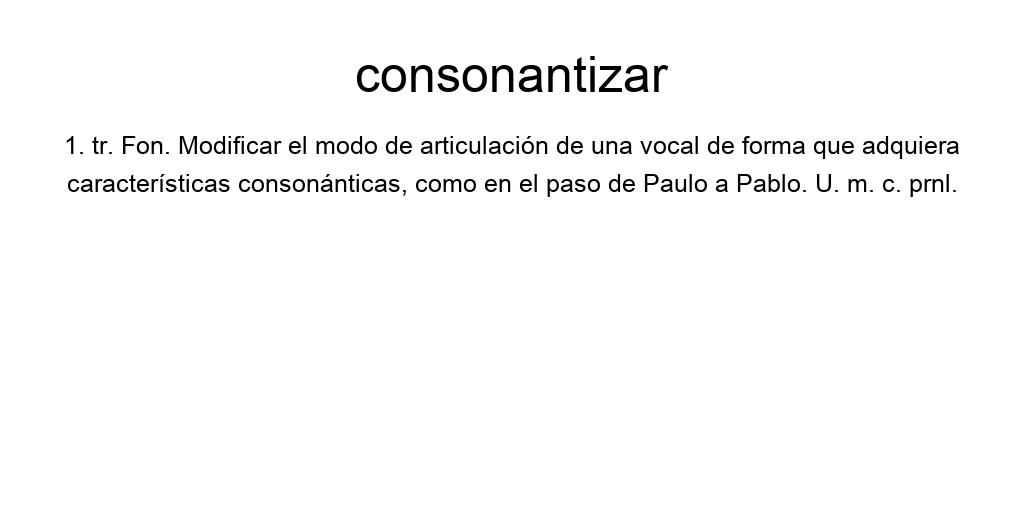 consonantizar
1. tr. Fon. Modificar el modo de articulación de una vocal de forma que adquiera
características consonánticas, como en el paso de Paulo a Pablo. U. m. c. prnl.